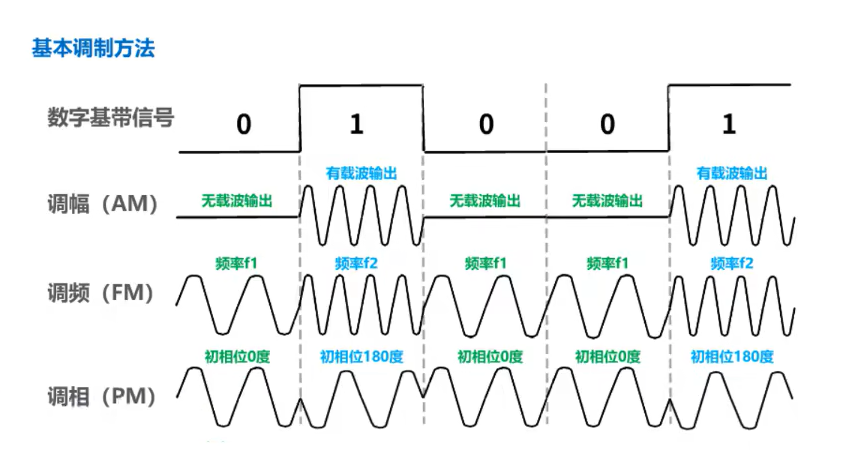 基本调制方法
数字基带信号 0 1 0 0 1
有载波输出 有载波输出
调幅（AM） 无载波输出 无载波输出 无载波输出
频率f1 频率f2 频率f1 频率f1 频率f2
调频（FM）
初相位0度 初相位180度 初相位0度 初相位0度 初相位180度
调相（PM）